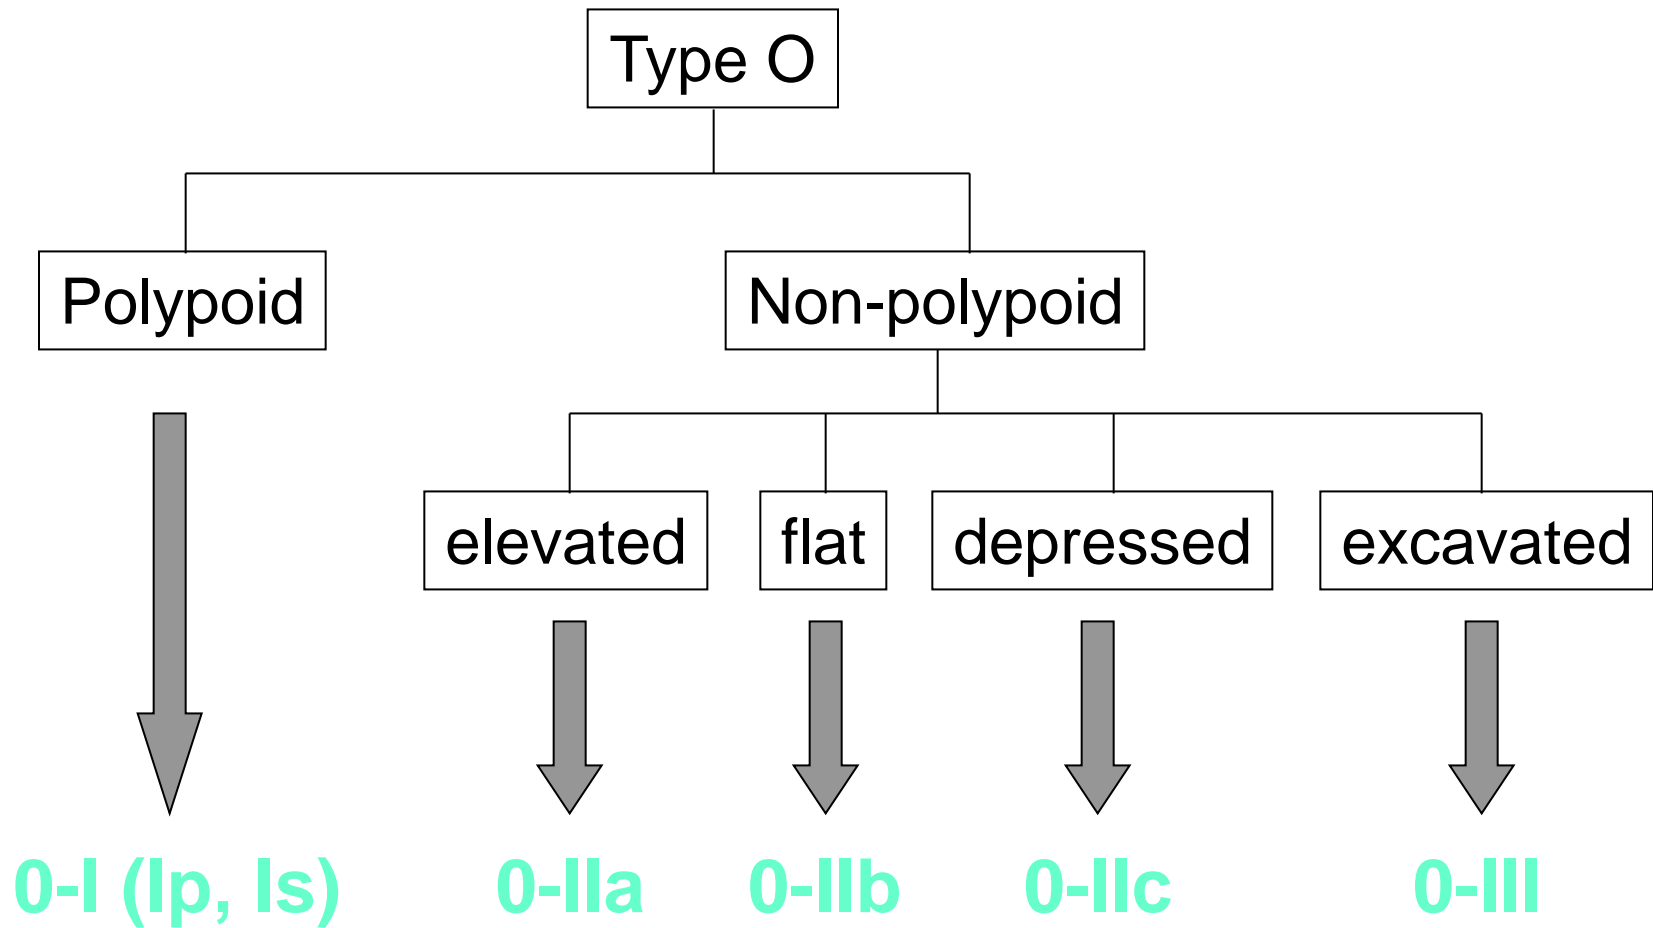 Type O
Polypoid
Non-polypoid
elevated
flat
depressed
excavated
0-I (Ip, Is)
0-IIa
0-IIb
0-IIc
0-III